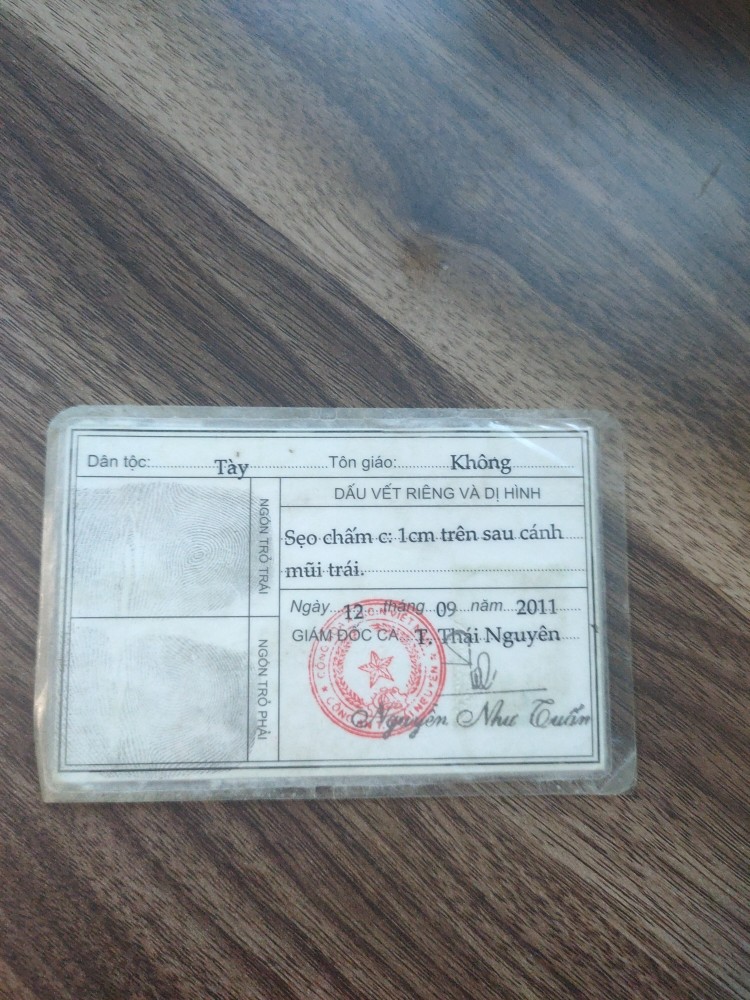 Dân tộc: Tày Tôn giáo: Không
DẤU VẾT RIÊNG VÀ DỊ HÌNH
NGÓN TRỎ TRÁI
Sẹo chấm c: 1cm trên sau cánh
mũi trái.
Ngày 12 tháng 09 năm 2011
GIÁM ĐỐC CA T. Thái Nguyên
NGÓN TRỎ PHẢI
Nguyễn Như Tuấn